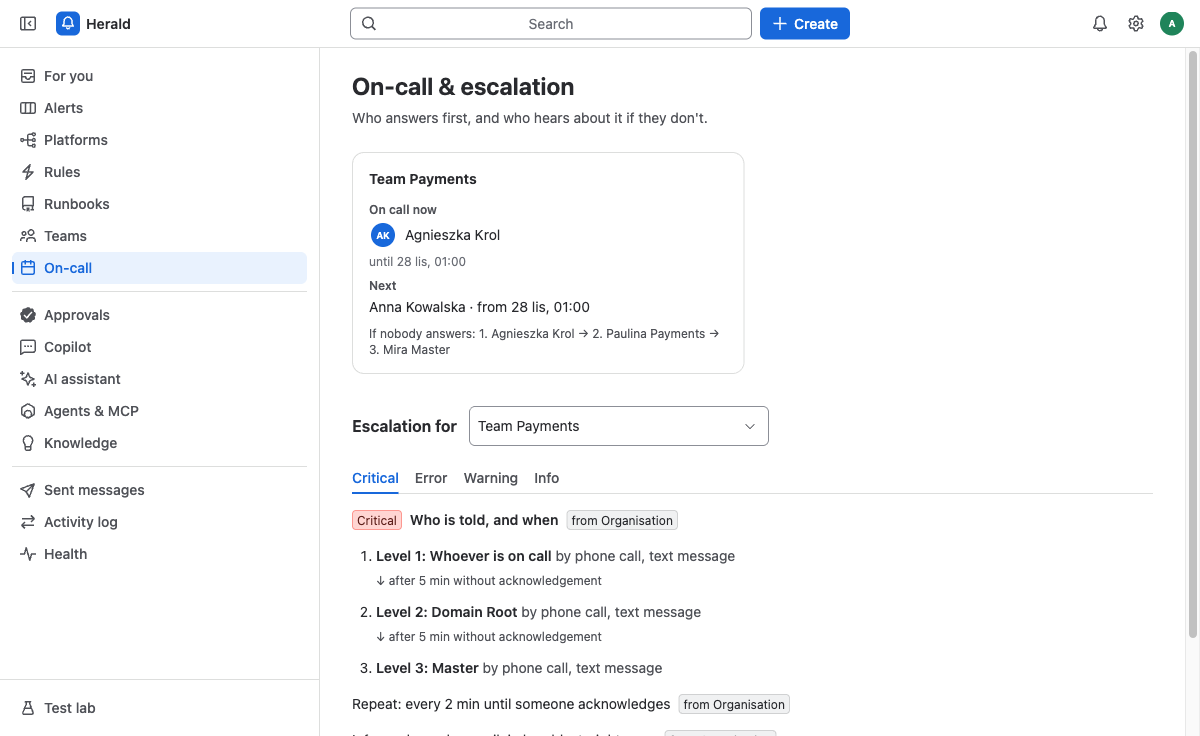 Herald
Search
Create
A
For you
Alerts
Platforms
Rules
Runbooks
Teams
On-call
Approvals
Copilot
AI assistant
Agents & MCP
Knowledge
Sent messages
Activity log
Health
Test lab
On-call & escalation
Who answers first, and who hears about it if they don't.
Team Payments
On call now
AK Agnieszka Krol
until 28 lis, 01:00
Next
Anna Kowalska · from 28 lis, 01:00
If nobody answers: 1. Agnieszka Krol → 2. Paulina Payments →
3. Mira Master
Escalation for Team Payments
Critical Error Warning Info
Critical Who is told, and when from Organisation
1. Level 1: Whoever is on call by phone call, text message
↓ after 5 min without acknowledgement
2. Level 2: Domain Root by phone call, text message
↓ after 5 min without acknowledgement
3. Level 3: Master by phone call, text message
Repeat: every 2 min until someone acknowledges from Organisation